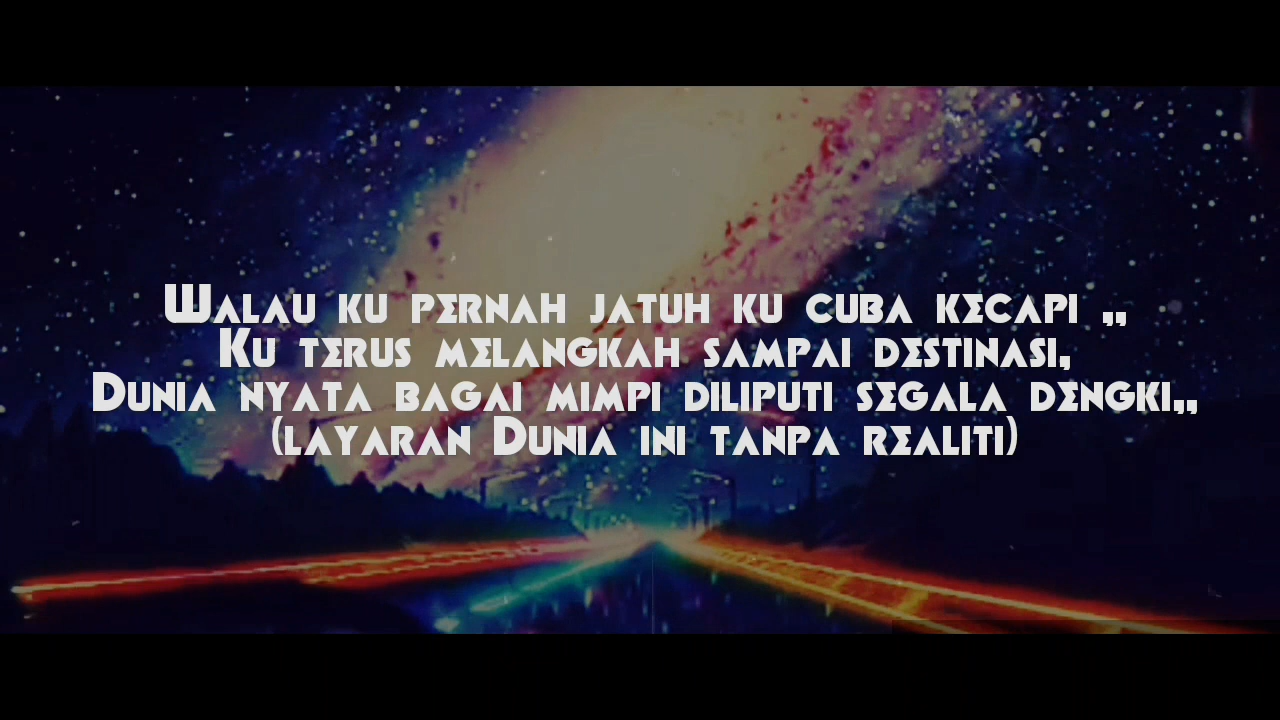 Walau ku pernah jatuh ku cuba kecapi ,,
Ku terus melangkah sampai destinasi,
Dunia nyata bagai mimpi diliputi segala dengki,,
(layaran Dunia ini tanpa realiti)